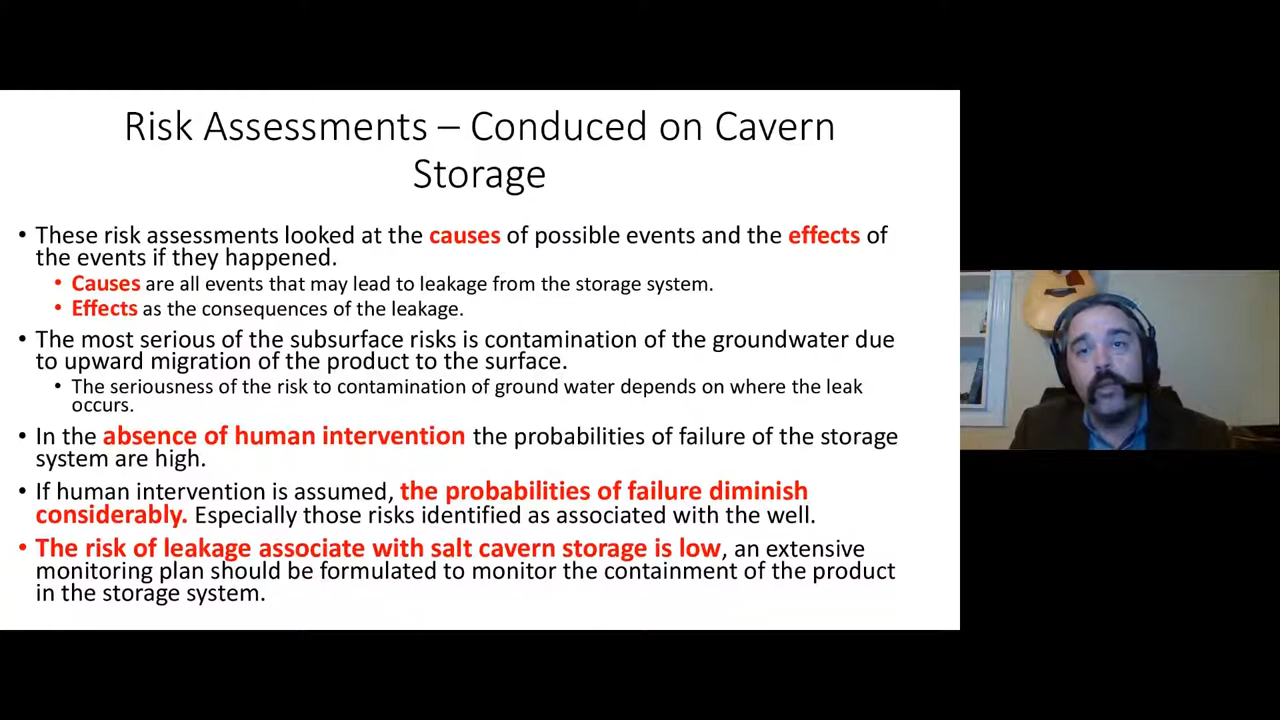 Risk Assessments – Conduced on Cavern
Storage
• These risk assessments looked at the causes of possible events and the effects of
the events if they happened.
• Causes are all events that may lead to leakage from the storage system.
• Effects as the consequences of the leakage.
• The most serious of the subsurface risks is contamination of the groundwater due
to upward migration of the product to the surface.
• The seriousness of the risk to contamination of ground water depends on where the leak
occurs.
• In the absence of human intervention the probabilities of failure of the storage
system are high.
• If human intervention is assumed, the probabilities of failure diminish
considerably. Especially those risks identified as associated with the well.
• The risk of leakage associate with salt cavern storage is low, an extensive
monitoring plan should be formulated to monitor the containment of the product
in the storage system.